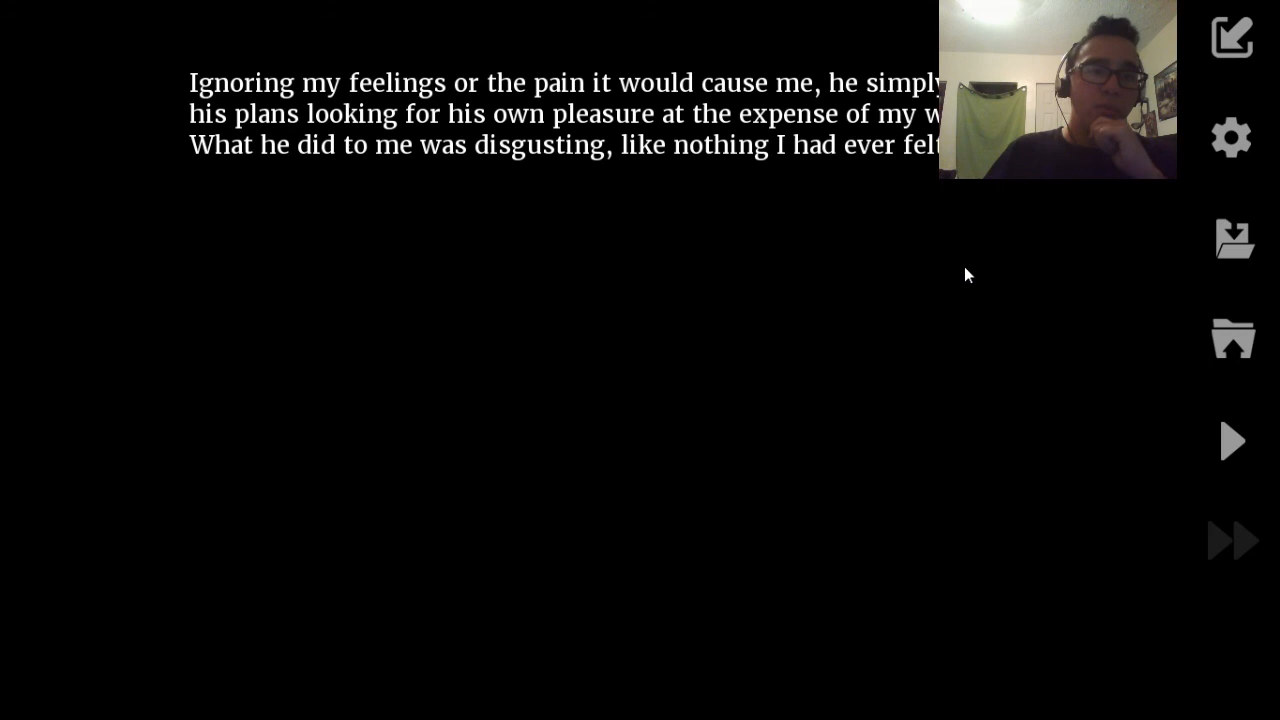 Ignoring my feelings or the pain it would cause me, he simply
his plans looking for his own pleasure at the expense of my
What he did to me was disgusting, like nothing I had ever felt